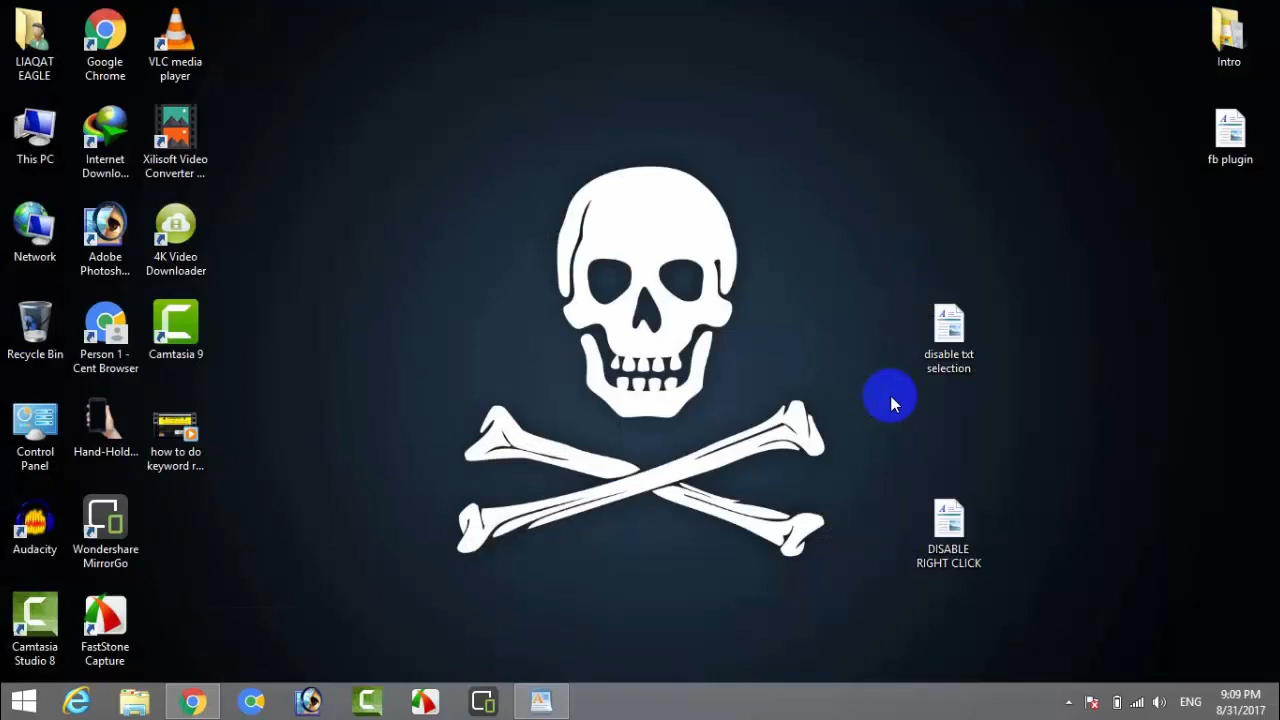 LIAQAT
EAGLE
Google
Chrome
VLC media
player
This PC
Internet
Downlo...
Xilisoft Video
Converter ...
Network
Adobe
Photosh...
4K Video
Downloader
Recycle Bin
Person 1 -
Cent Browser
Camtasia 9
Control
Panel
Hand-Hold...
how to do
keyword r...
Audacity
Wondershare
MirrorGo
Camtasia
Studio 8
FastStone
Capture
Intro
fb plugin
disable txt
selection
DISABLE
RIGHT CLICK
ENG
9:09 PM
8/31/2017